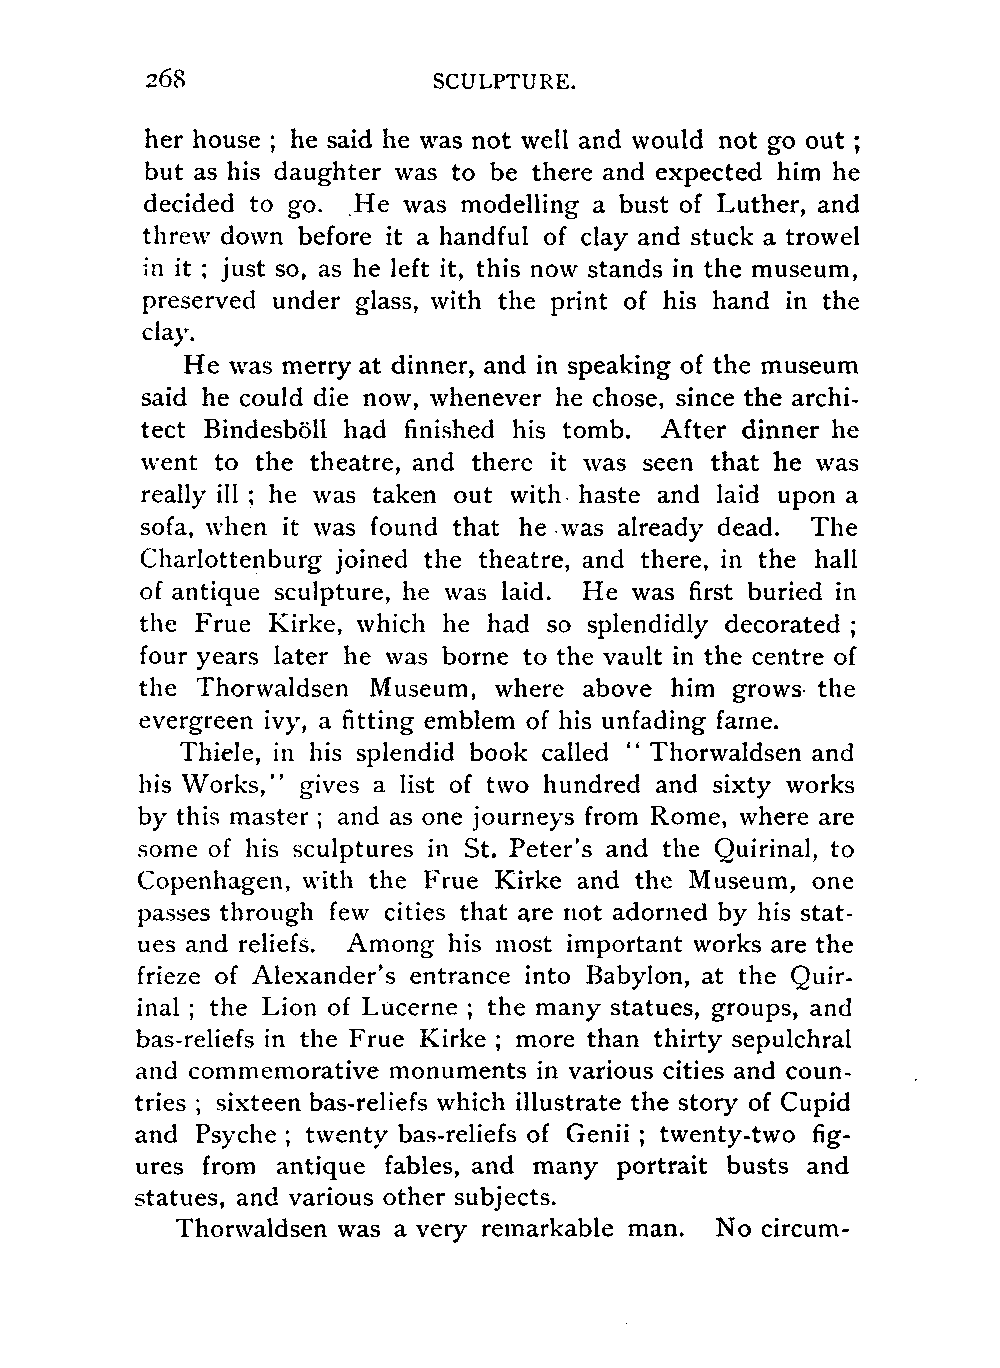 268 SCULPTURE.
her house ; he said he was not well and would not go out ;
but as his daughter was to be there and expected him he
decided to go. He was modelling a bust of Luther, and
threw down before it a handful of clay and stuck a trowel
in it ; just so, as he left it, this now stands in the museum,
preserved under glass, with the print of his hand in the
clay.
He was merry at dinner, and in speaking of the museum
said he could die now, whenever he chose, since the archi-
tect Bindesböll had finished his tomb. After dinner he
went to the theatre, and there it was seen that he was
really ill ; he was taken out with haste and laid upon a
sofa, when it was found that he was already dead. The
Charlottenburg joined the theatre, and there, in the hall
of antique sculpture, he was laid. He was first buried in
the Frue Kirke, which he had so splendidly decorated ;
four years later he was borne to the vault in the centre of
the Thorwaldsen Museum, where above him grows the
evergreen ivy, a fitting emblem of his unfading fame.
Thiele, in his splendid book called “ Thorwaldsen and
his Works,” gives a list of two hundred and sixty works
by this master ; and as one journeys from Rome, where are
some of his sculptures in St. Peter's and the Quirinal, to
Copenhagen, with the Frue Kirke and the Museum, one
passes through few cities that are not adorned by his stat-
ues and reliefs. Among his most important works are the
frieze of Alexander's entrance into Babylon, at the Quir-
inal ; the Lion of Lucerne ; the many statues, groups, and
bas-reliefs in the Frue Kirke ; more than thirty sepulchral
and commemorative monuments in various cities and coun-
tries ; sixteen bas-reliefs which illustrate the story of Cupid
and Psyche ; twenty bas-reliefs of Genii ; twenty-two fig-
ures from antique fables, and many portrait busts and
statues, and various other subjects.
Thorwaldsen was a very remarkable man. No circum-